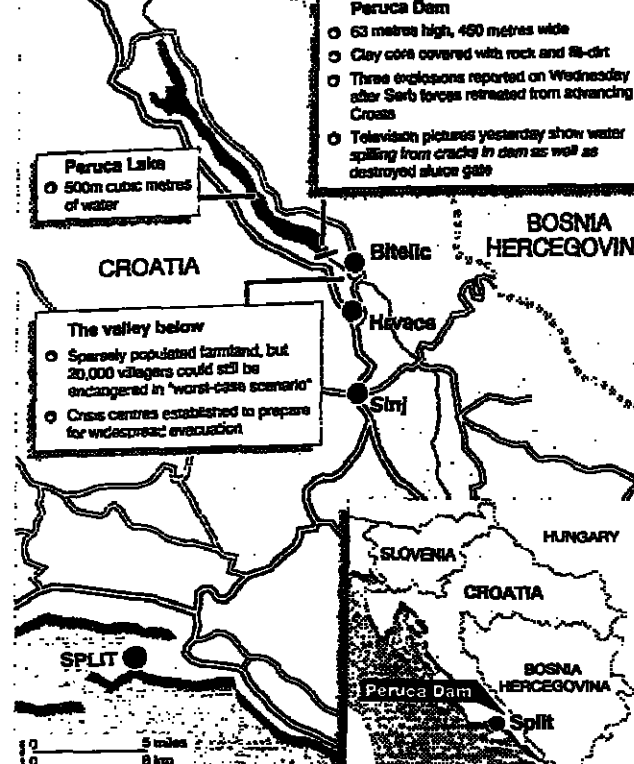 Peruca Dam
63 metres high, 460 metres wide
Clay core covered with rock and fill-dirt
Three explosions reported on Wednesday
after Serb forces retreated from advancing
Croats
Television pictures yesterday show water
spilling from cracks in dam as well as
destroyed sluice gate
Peruca Lake
500m cubic metres
of water
BOSNIA
HERCEGOVIN
Bitelic
CROATIA
Hrvace
The valley below
Sparsely populated farmland, but
20,000 villagers could still be
endangered in "worst-case scenario"
Crisis centres established to prepare
for widespread evacuation
Sinj
HUNGARY
SLOVENIA
CROATIA
SPLIT
BOSNIA
HERCEGOVINA
Peruca Dam
Split
0 5 miles
0 8 km